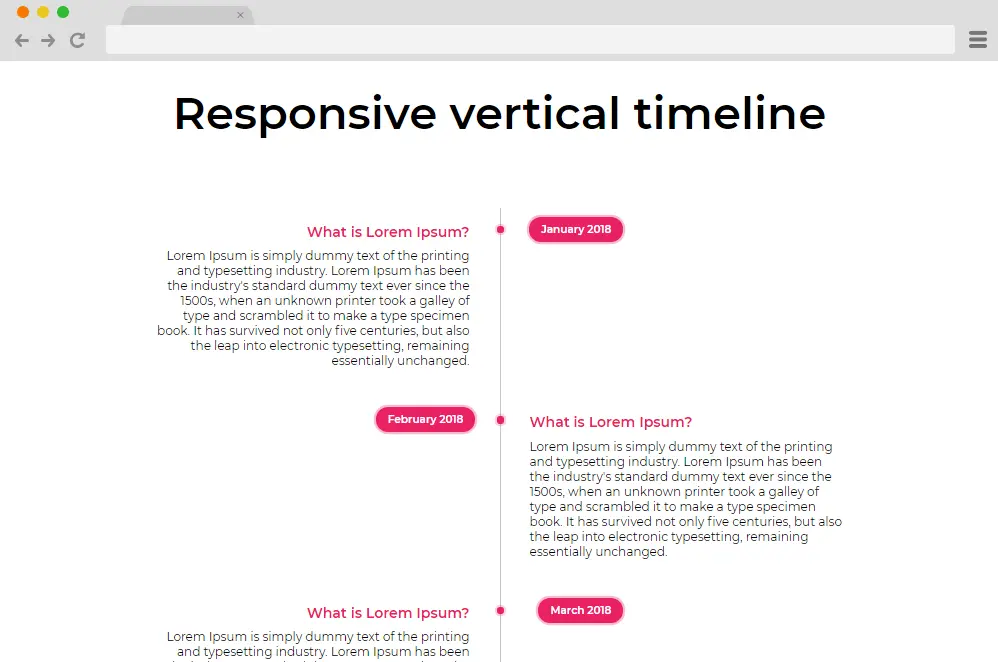 Responsive vertical timeline
What is Lorem Ipsum?
January 2018
Lorem Ipsum is simply dummy text of the printing
and typesetting industry. Lorem Ipsum has been
the industry's standard dummy text ever since the
1500s, when an unknown printer took a galley of
type and scrambled it to make a type specimen
book. It has survived not only five centuries, but also
the leap into electronic typesetting, remaining
essentially unchanged.
February 2018
What is Lorem Ipsum?
Lorem Ipsum is simply dummy text of the printing
and typesetting industry. Lorem Ipsum has been
the industry's standard dummy text ever since the
1500s, when an unknown printer took a galley of
type and scrambled it to make a type specimen
book. It has survived not only five centuries, but also
the leap into electronic typesetting, remaining
essentially unchanged.
What is Lorem Ipsum?
March 2018
Lorem Ipsum is simply dummy text of the printing
and typesetting industry. Lorem Ipsum has been